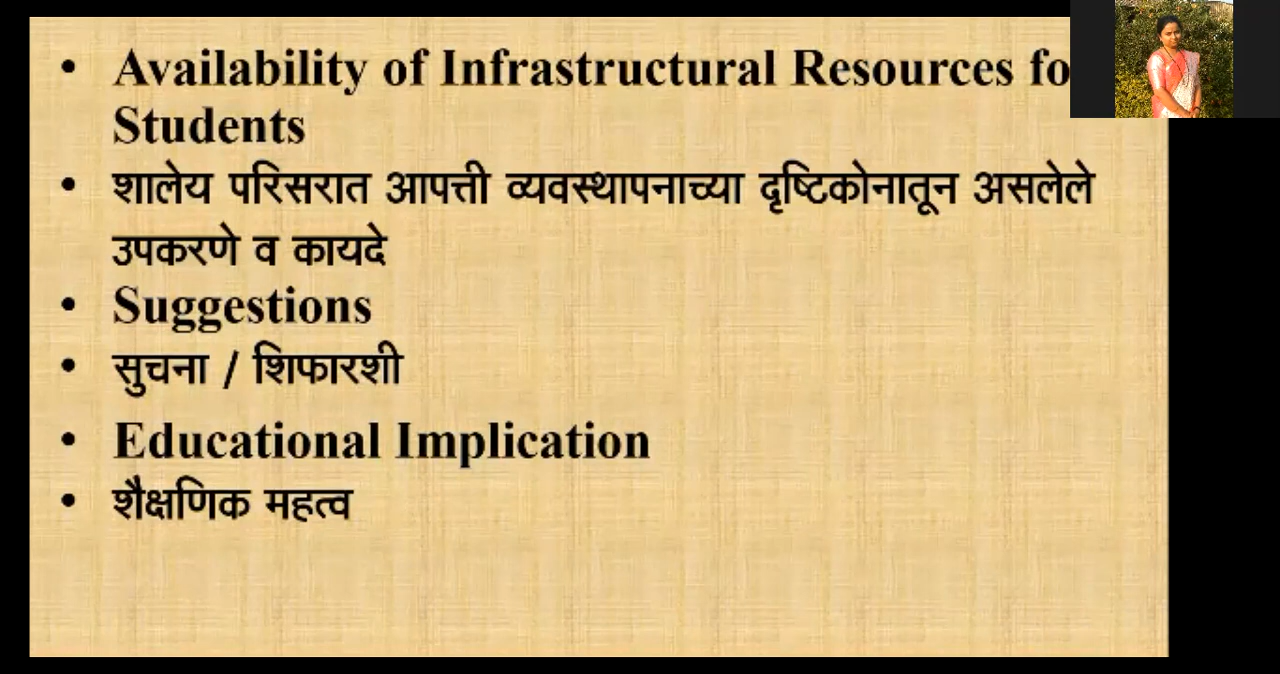 • Availability of Infrastructural Resources fo
Students
• शालेय परिसरात आपत्ती व्यवस्थापनाच्या दृष्टिकोनातून असलेले
उपकरणे व कायदे
• Suggestions
• सुचना / शिफारशी
• Educational Implication
• शैक्षणिक महत्व